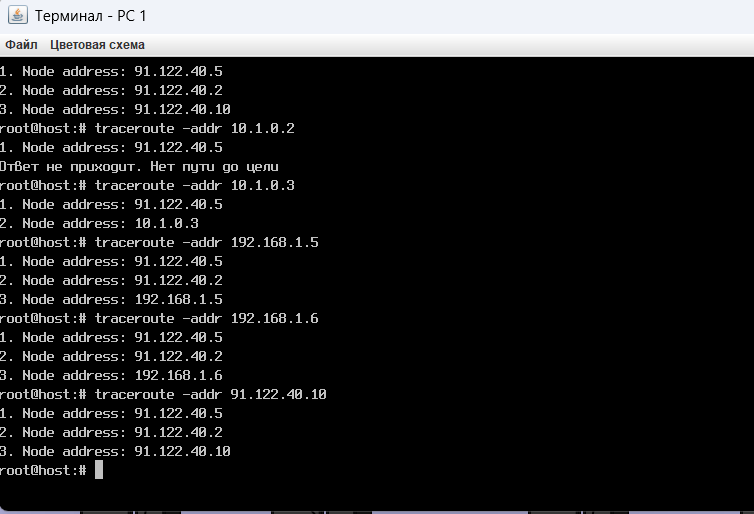 Терминал - PC 1
Файл Цветовая схема
1. Node address: 91.122.40.5
2. Node address: 91.122.40.2
3. Node address: 91.122.40.10
root@host:# traceroute -addr 10.1.0.2
1. Node address: 91.122.40.5
Ответ не приходит. Нет пути до цели
root@host:# traceroute -addr 10.1.0.3
1. Node address: 91.122.40.5
2. Node address: 10.1.0.3
root@host:# traceroute -addr 192.168.1.5
1. Node address: 91.122.40.5
2. Node address: 91.122.40.2
3. Node address: 192.168.1.5
root@host:# traceroute -addr 192.168.1.6
1. Node address: 91.122.40.5
2. Node address: 91.122.40.2
3. Node address: 192.168.1.6
root@host:# traceroute -addr 91.122.40.10
1. Node address: 91.122.40.5
2. Node address: 91.122.40.2
3. Node address: 91.122.40.10
root@host:#